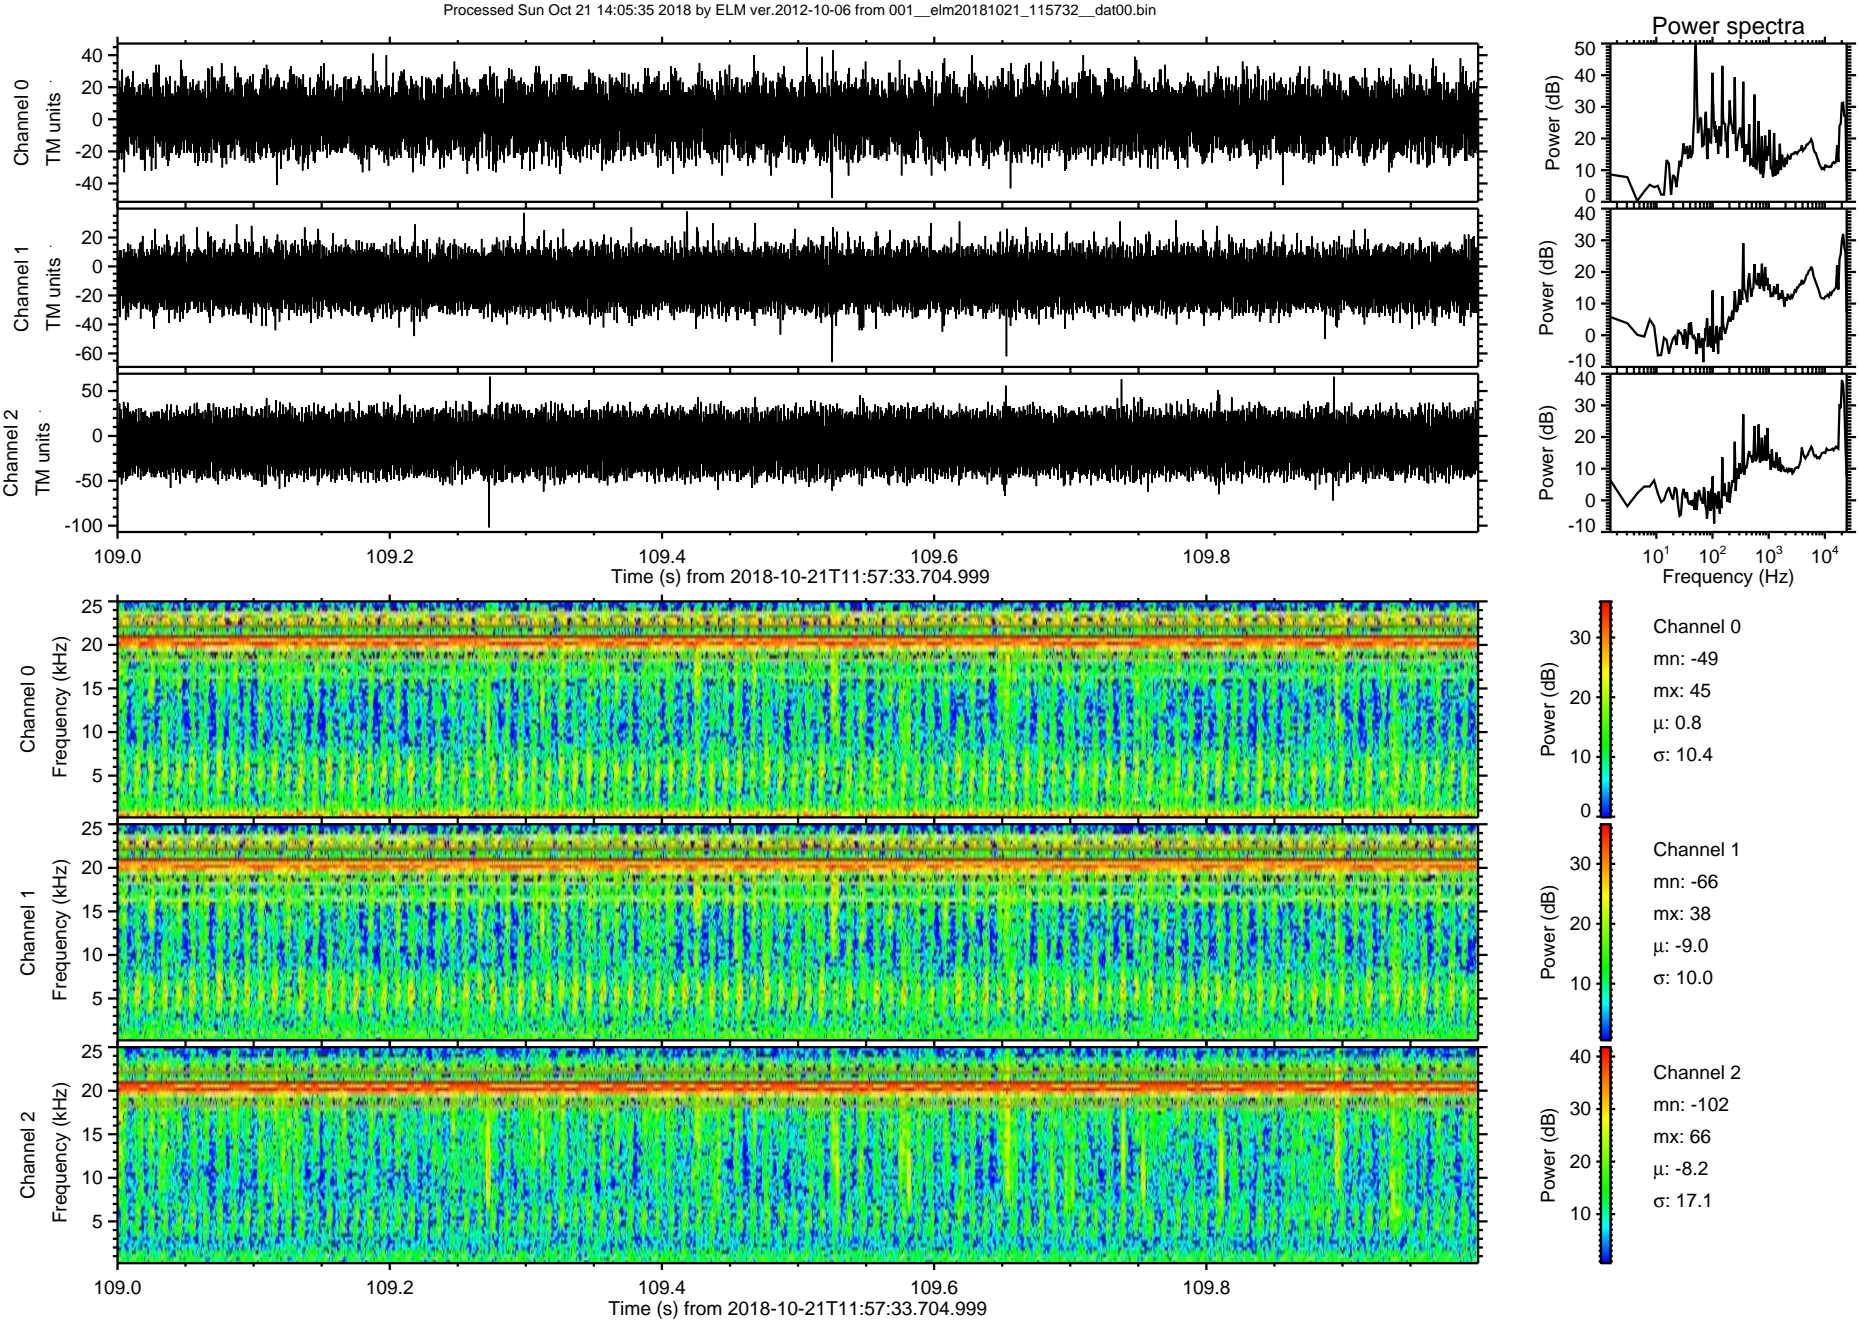 Processed Sun Oct 21 14:05:35 2018 by ELM ver.2012-10-06 from 001__elm20181021_115732__dat00.bin
Power spectra
Channel 0
TM units
40
20
0
-20
-40
Power (dB)
50
40
30
20
10
0
Channel 1
TM units
20
0
-20
-40
-60
Power (dB)
40
30
20
10
0
-10
Channel 2
TM units
50
0
-50
-100
Power (dB)
40
30
20
10
0
-10
109.0 109.2 109.4 109.6 109.8
Time (s) from 2018-10-21T11:57:33.704.999
10¹ 10² 10³ 10⁴
Frequency (Hz)
Channel 0
Frequency (kHz)
25
20
15
10
5
Power (dB)
30
20
10
0
Channel 0
mn: -49
mx: 45
μ: 0.8
σ: 10.4
Channel 1
Frequency (kHz)
25
20
15
10
5
Power (dB)
30
20
10
Channel 1
mn: -66
mx: 38
μ: -9.0
σ: 10.0
Channel 2
Frequency (kHz)
25
20
15
10
5
Power (dB)
40
30
20
10
Channel 2
mn: -102
mx: 66
μ: -8.2
σ: 17.1
109.0 109.2 109.4 109.6 109.8
Time (s) from 2018-10-21T11:57:33.704.999